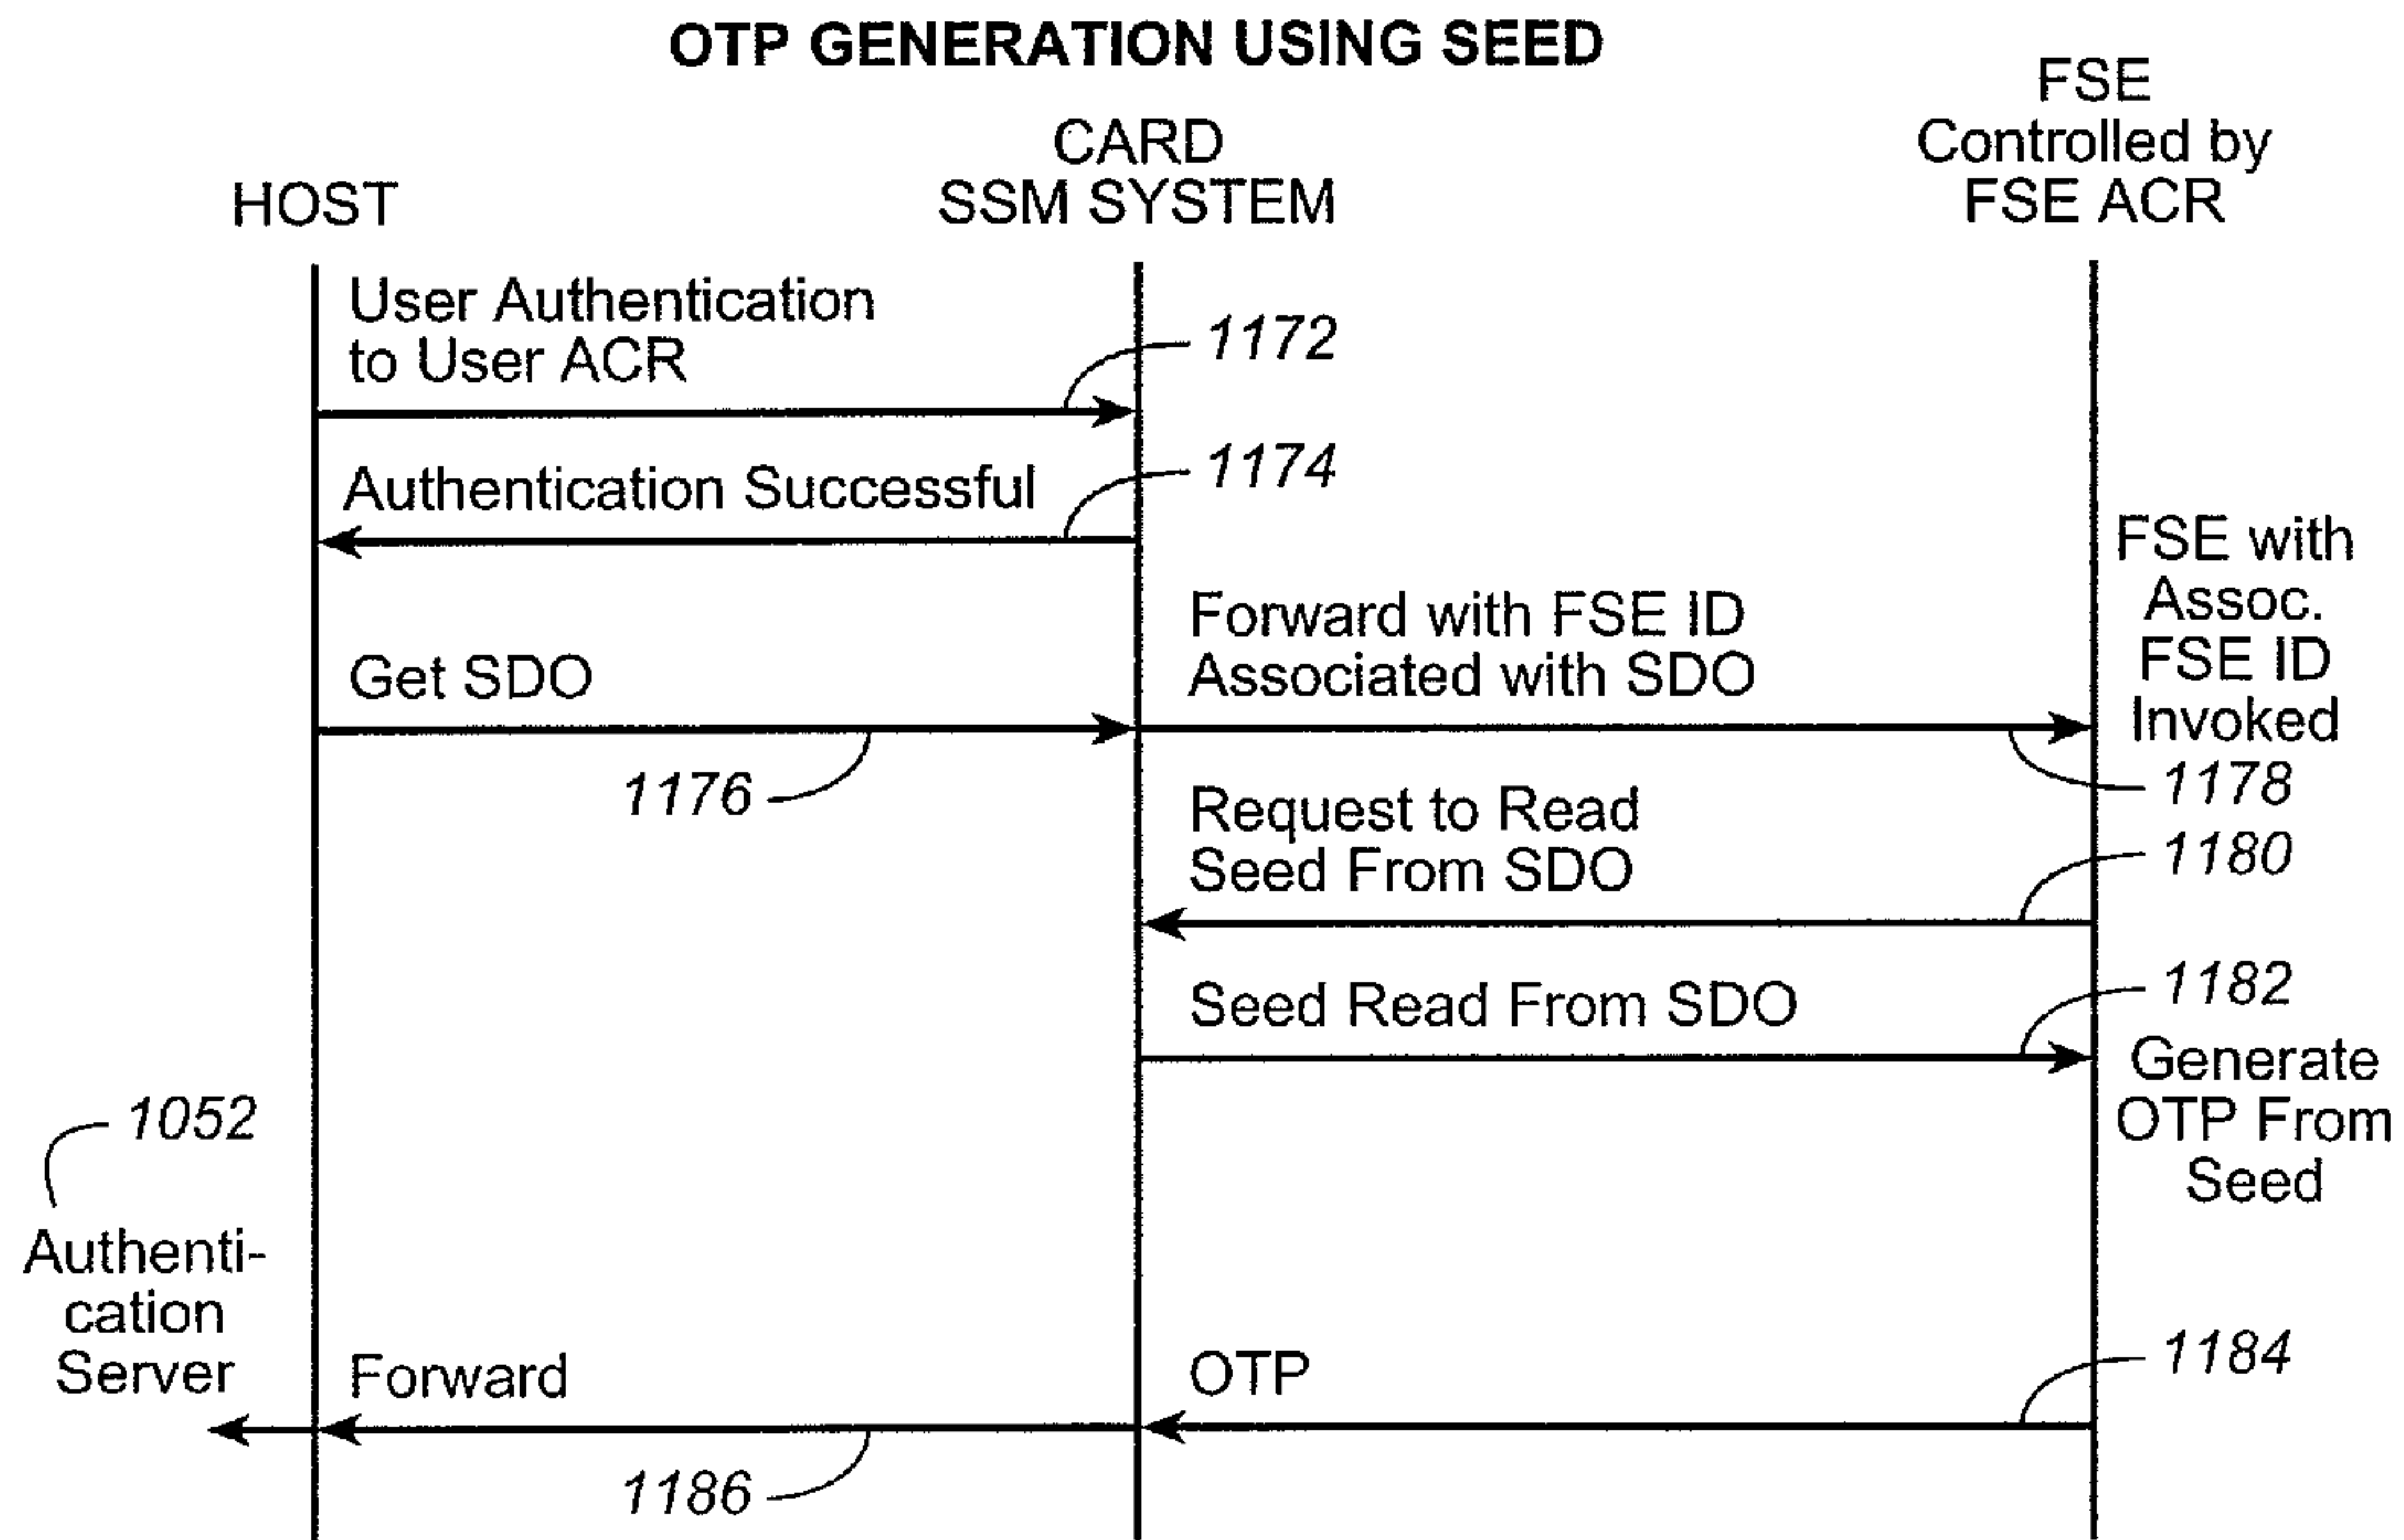 OTP GENERATION USING SEED
HOST
CARD
SSM SYSTEM
FSE
Controlled by
FSE ACR
User Authentication
to User ACR
1172
Authentication Successful
1174
Get SDO
1176
Forward with FSE ID
Associated with SDO
FSE with
Assoc.
FSE ID
Invoked
1178
Request to Read
Seed From SDO
1180
Seed Read From SDO
1182
Generate
OTP From
Seed
1052
Authenti-
cation
Server
Forward
OTP
1184
1186